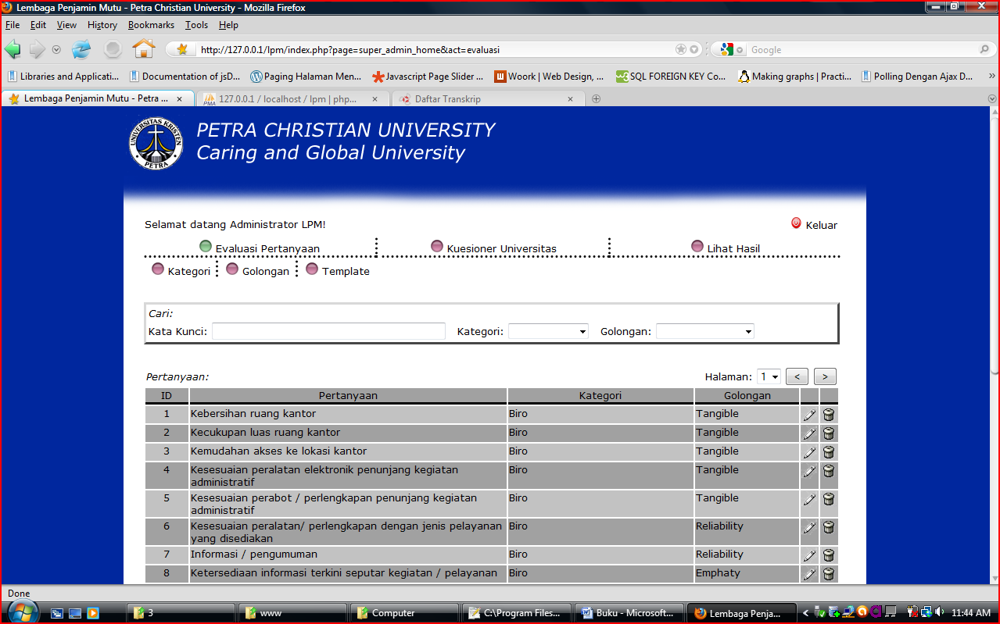 Lembaga Penjamin Mutu - Petra Christian University - Mozilla Firefox
File Edit View History Bookmarks Tools Help
http://127.0.0.1/lpm/index.php?page=super_admin_home&act=evaluasi Google
Libraries and Applicati... Documentation of jsD... Paging Halaman Men... Javascript Page Slider ... Woork | Web Design, ... SQL FOREIGN KEY Co... Making graphs | Practi... Polling Dengan Ajax D... »
Lembaga Penjamin Mutu - Petra ... 127.0.0.1 / localhost / lpm | php... Daftar Transkrip
UNIVERSITAS KRISTEN PETRA
PETRA CHRISTIAN UNIVERSITY
Caring and Global University
Selamat datang Administrator LPM! Keluar
Evaluasi Pertanyaan Kuesioner Universitas Lihat Hasil
Kategori Golongan Template
Cari:
Kata Kunci: Kategori: Golongan:
Pertanyaan: Halaman: 1 < >
ID Pertanyaan Kategori Golongan
1 Kebersihan ruang kantor Biro Tangible
2 Kecukupan luas ruang kantor Biro Tangible
3 Kemudahan akses ke lokasi kantor Biro Tangible
4 Kesesuaian peralatan elektronik penunjang kegiatan Biro Tangible
administratif
5 Kesesuaian perabot / perlengkapan penunjang kegiatan Biro Tangible
administratif
6 Kesesuaian peralatan/ perlengkapan dengan jenis pelayanan Biro Reliability
yang disediakan
7 Informasi / pengumuman Biro Reliability
8 Ketersediaan informasi terkini seputar kegiatan / pelayanan Biro Emphaty
Done
3 www Computer C:\Program Files... Buku - Microsoft... Lembaga Penja... 11:44 AM